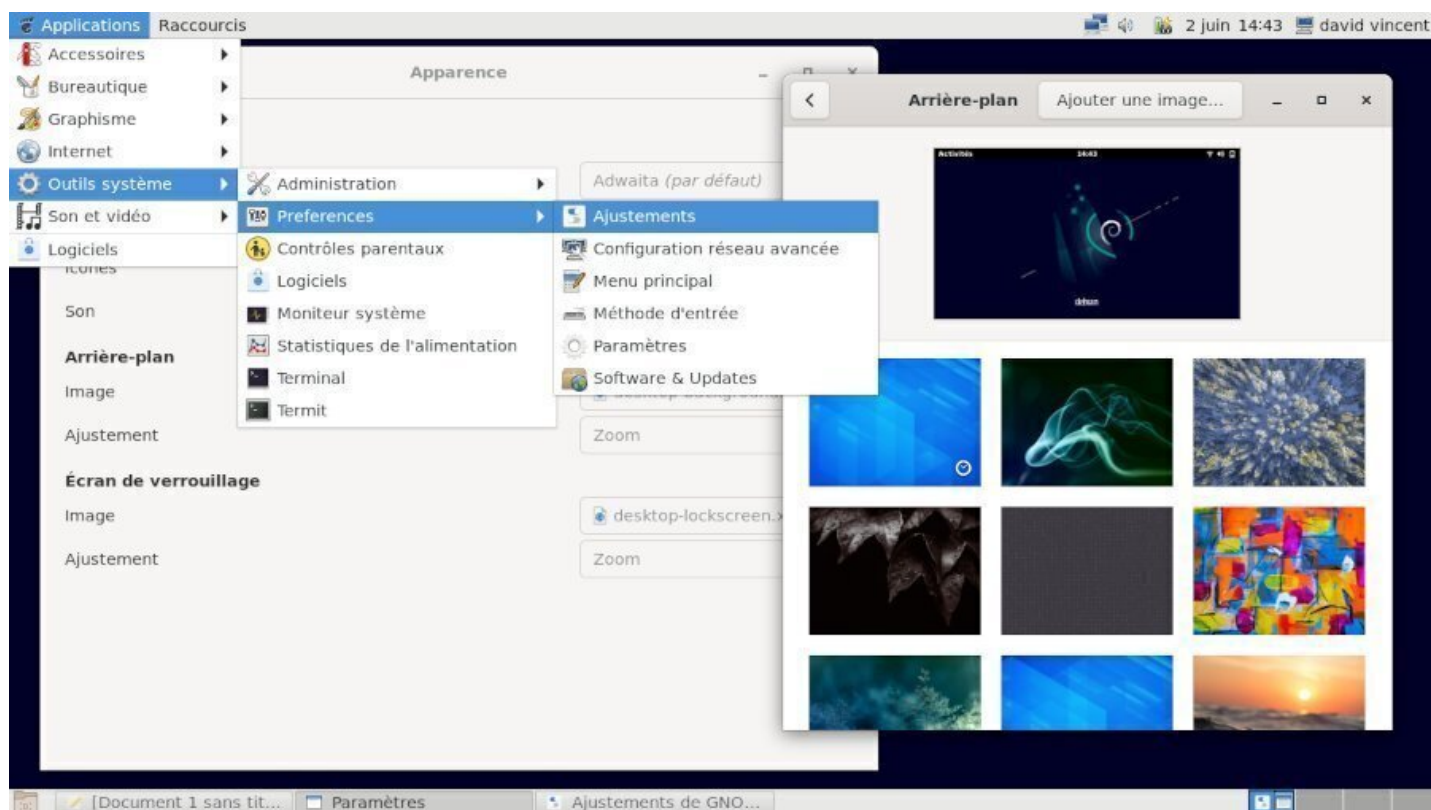 Applications Raccourcis 2 juin 14:43 david vincent
Accessoires
Bureautique
Graphisme
Internet
Outils système
Son et vidéo
Logiciels
Administration
Preferences
Contrôles parentaux
Logiciels
Moniteur système
Statistiques de l'alimentation
Terminal
Termit
Ajustements
Configuration réseau avancée
Menu principal
Méthode d'entrée
Paramètres
Software & Updates
Apparence
Adwaita (par défaut)
Icônes
Son
Arrière-plan
Image
Ajustement Zoom
Écran de verrouillage
Image desktop-lockscreen.x
Ajustement Zoom
Arrière-plan Ajouter une image...
Activités 14:43
debian
[Document 1 sans tit... Paramètres Ajustements de GNO...